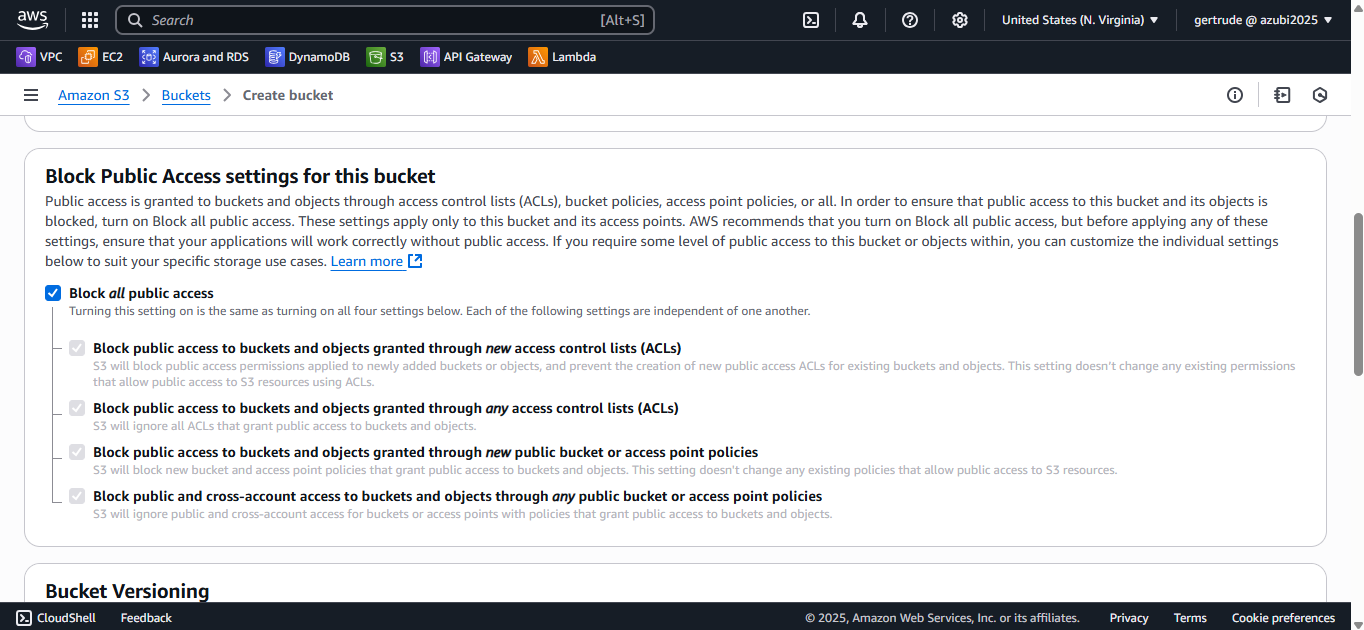 aws
Search [Alt+S] United States (N. Virginia) gertrude @ azubi2025
VPC EC2 Aurora and RDS DynamoDB S3 API Gateway Lambda
Amazon S3 Buckets Create bucket
Block Public Access settings for this bucket
Public access is granted to buckets and objects through access control lists (ACLs), bucket policies, access point policies, or all. In order to ensure that public access to this bucket and its objects is
blocked, turn on Block all public access. These settings apply only to this bucket and its access points. AWS recommends that you turn on Block all public access, but before applying any of these
settings, ensure that your applications will work correctly without public access. If you require some level of public access to this bucket or objects within, you can customize the individual settings
below to suit your specific storage use cases. Learn more
Block all public access
Turning this setting on is the same as turning on all four settings below. Each of the following settings are independent of one another.
Block public access to buckets and objects granted through new access control lists (ACLs)
S3 will block public access permissions applied to newly added buckets or objects, and prevent the creation of new public access ACLs for existing buckets and objects. This setting doesn't change any existing permissions
that allow public access to S3 resources using ACLs.
Block public access to buckets and objects granted through any access control lists (ACLs)
S3 will ignore all ACLs that grant public access to buckets and objects.
Block public access to buckets and objects granted through new public bucket or access point policies
S3 will block new bucket and access point policies that grant public access to buckets and objects. This setting doesn't change any existing policies that allow public access to S3 resources.
Block public and cross-account access to buckets and objects through any public bucket or access point policies
S3 will ignore public and cross-account access for buckets or access points with policies that grant public access to buckets and objects.
Bucket Versioning
CloudShell Feedback © 2025, Amazon Web Services, Inc. or its affiliates. Privacy Terms Cookie preferences